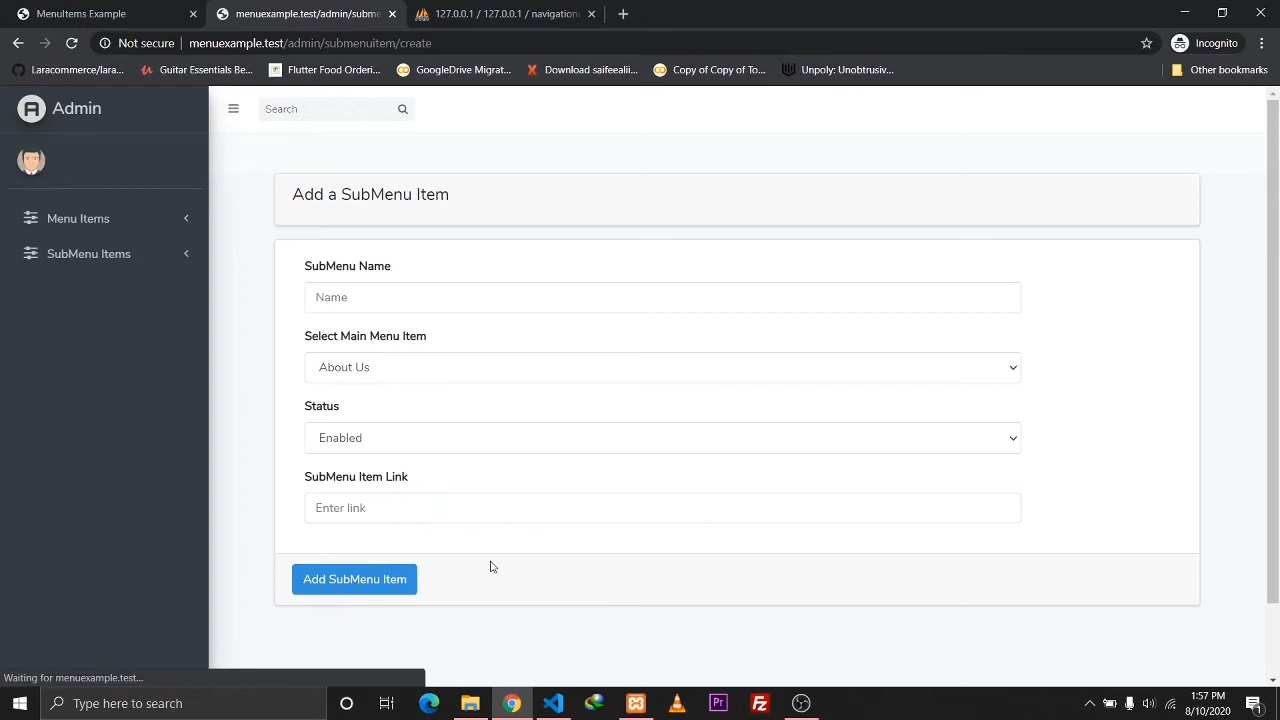 MenuItems Example
menuexample.test/admin/subme
127.0.0.1 / 127.0.0.1 / navigation
Not secure
menuexample.test/admin/submenuitem/create
Incognito
Laracommerce/lara...
Guitar Essentials Be...
Flutter Food Orderi...
GoogleDrive Migrat...
Download saifeealii...
Copy of Copy of To...
Unpoly: Unobtrusiv...
Other bookmarks
Admin
Search
Menu Items
SubMenu Items
Add a SubMenu Item
SubMenu Name
Name
Select Main Menu Item
About Us
Status
Enabled
SubMenu Item Link
Enter link
Add SubMenu Item
Waiting for menuexample.test...
Type here to search
Pr
1:57 PM
8/10/2020